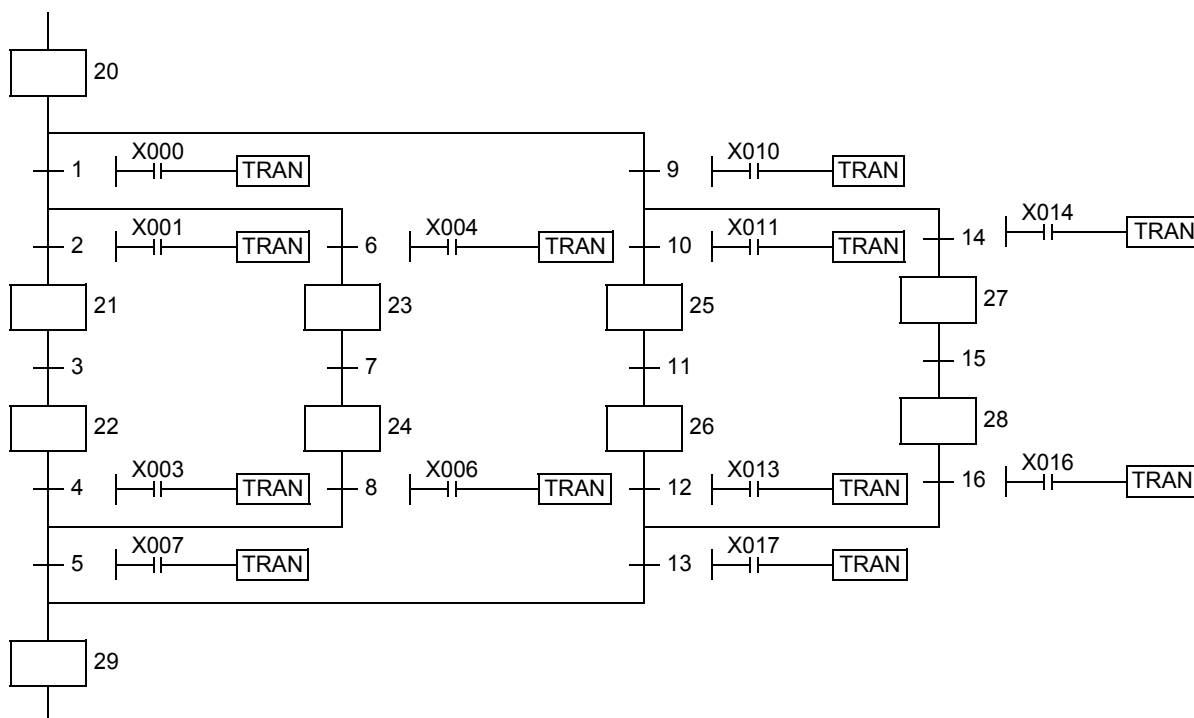 20
1 X000 TRAN 9 X010 TRAN
2 X001 TRAN 6 X004 TRAN 10 X011 TRAN 14 X014 TRAN
21 23 25 27
3 7 11 15
22 24 26 28
4 X003 TRAN 8 X006 TRAN 12 X013 TRAN 16 X016 TRAN
5 X007 TRAN 13 X017 TRAN
29